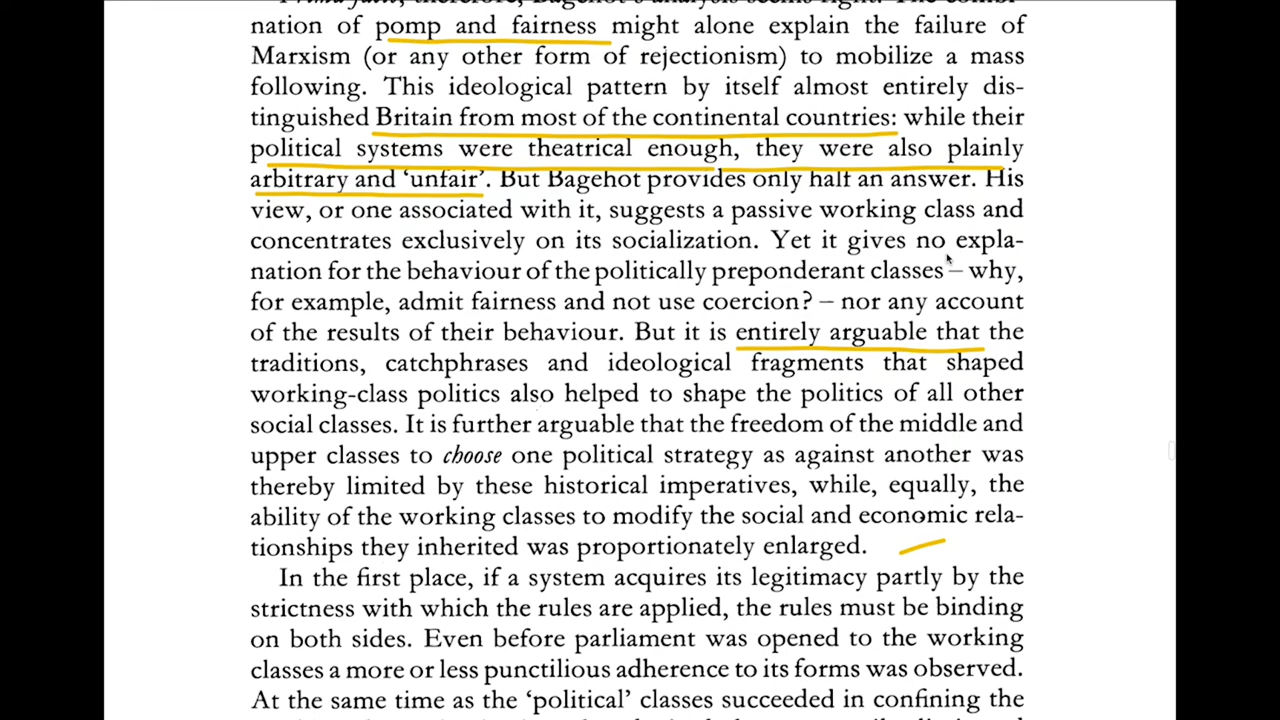 Prima facie, therefore, Bagehot's analysis seems right. The combi-
nation of pomp and fairness might alone explain the failure of
Marxism (or any other form of rejectionism) to mobilize a mass
following. This ideological pattern by itself almost entirely dis-
tinguished Britain from most of the continental countries: while their
political systems were theatrical enough, they were also plainly
arbitrary and ‘unfair’. But Bagehot provides only half an answer. His
view, or one associated with it, suggests a passive working class and
concentrates exclusively on its socialization. Yet it gives no expla-
nation for the behaviour of the politically preponderant classes – why,
for example, admit fairness and not use coercion? – nor any account
of the results of their behaviour. But it is entirely arguable that the
traditions, catchphrases and ideological fragments that shaped
working-class politics also helped to shape the politics of all other
social classes. It is further arguable that the freedom of the middle and
upper classes to choose one political strategy as against another was
thereby limited by these historical imperatives, while, equally, the
ability of the working classes to modify the social and economic rela-
tionships they inherited was proportionately enlarged.
In the first place, if a system acquires its legitimacy partly by the
strictness with which the rules are applied, the rules must be binding
on both sides. Even before parliament was opened to the working
classes a more or less punctilious adherence to its forms was observed.
At the same time as the ‘political’ classes succeeded in confining the